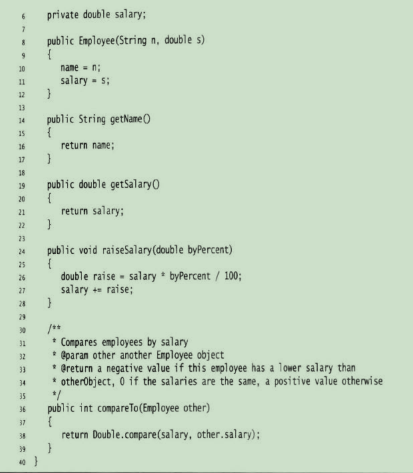 6 private double salary;
7
8 public Employee(String n, double s)
9 {
10 name = n;
11 salary = s;
12 }
13
14 public String getName()
15 {
16 return name;
17 }
18
19 public double getSalary()
20 {
21 return salary;
22 }
23
24 public void raiseSalary(double byPercent)
25 {
26 double raise = salary * byPercent / 100;
27 salary += raise;
28 }
29
30 /**
31 * Compares employees by salary
32 * @param other another Employee object
33 * @return a negative value if this employee has a lower salary than
34 * otherObject, 0 if the salaries are the same, a positive value otherwise
35 */
36 public int compareTo(Employee other)
37 {
38 return Double.compare(salary, other.salary);
39 }
40 }